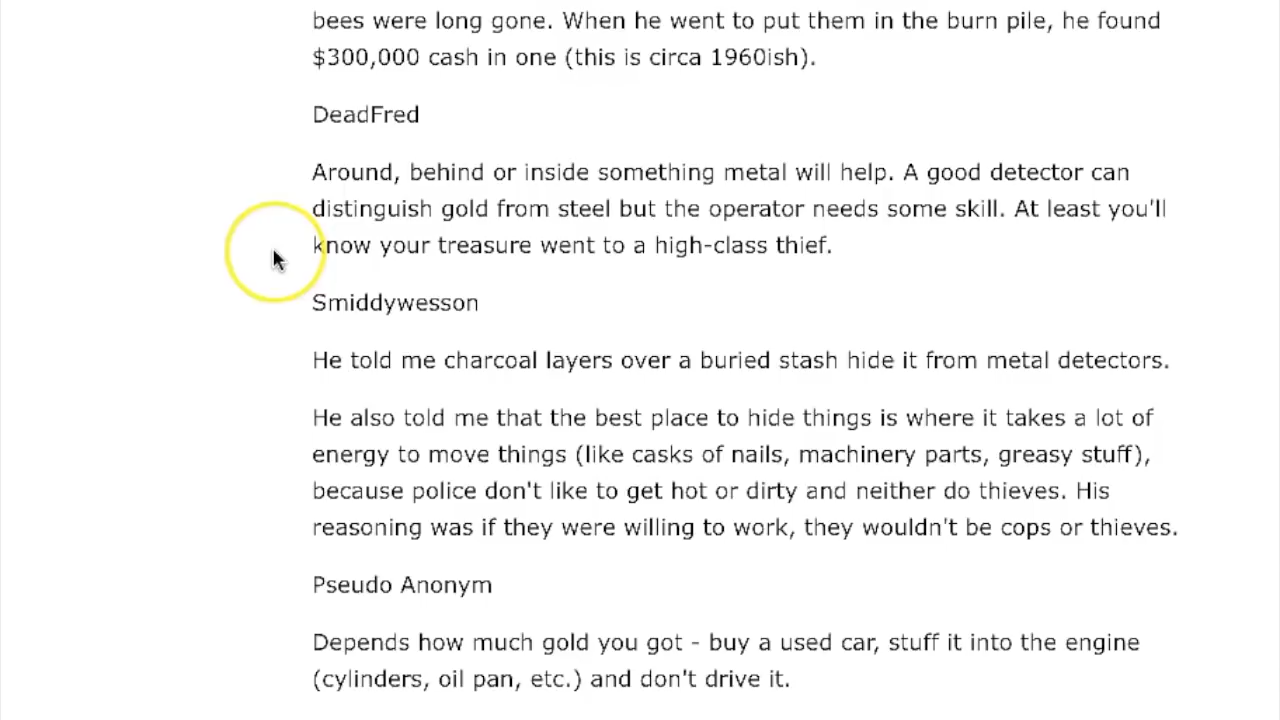 bees were long gone. When he went to put them in the burn pile, he found
$300,000 cash in one (this is circa 1960ish).
DeadFred
Around, behind or inside something metal will help. A good detector can
distinguish gold from steel but the operator needs some skill. At least you'll
know your treasure went to a high-class thief.
Smiddywesson
He told me charcoal layers over a buried stash hide it from metal detectors.
He also told me that the best place to hide things is where it takes a lot of
energy to move things (like casks of nails, machinery parts, greasy stuff),
because police don't like to get hot or dirty and neither do thieves. His
reasoning was if they were willing to work, they wouldn't be cops or thieves.
Pseudo Anonym
Depends how much gold you got - buy a used car, stuff it into the engine
(cylinders, oil pan, etc.) and don't drive it.